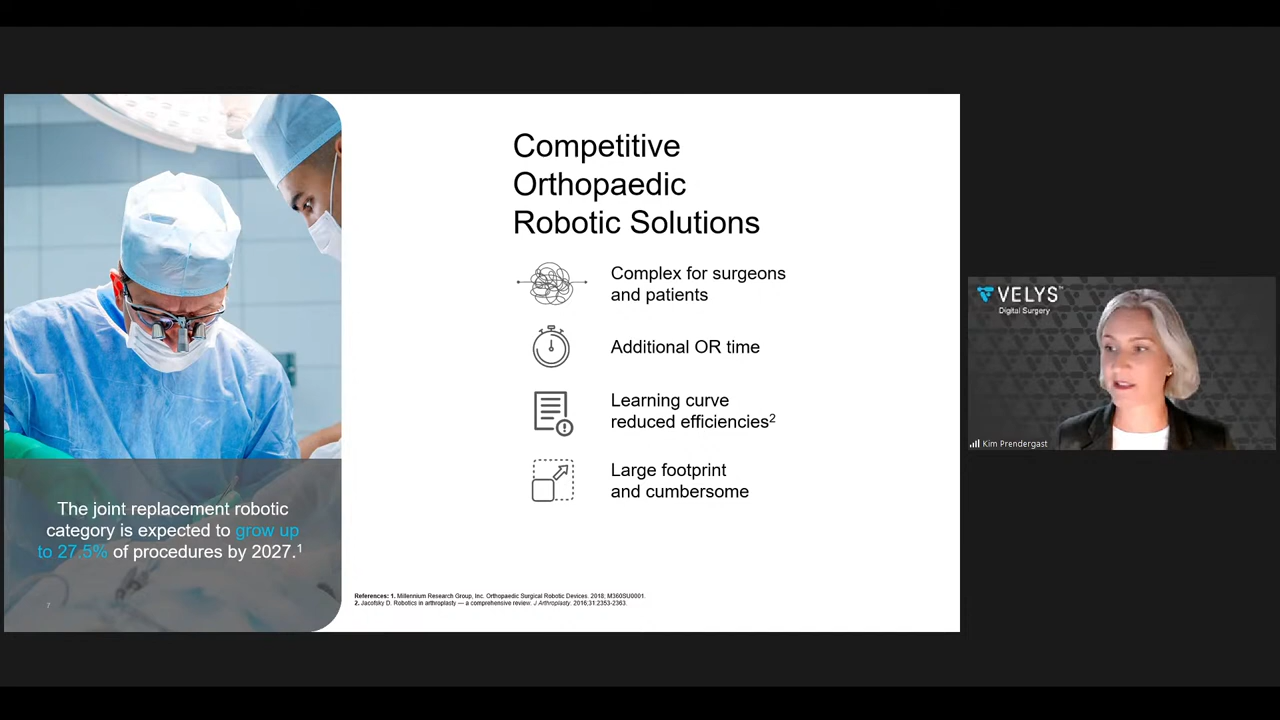 Competitive
Orthopaedic
Robotic Solutions
Complex for surgeons
and patients
Additional OR time
Learning curve
reduced efficiencies2
Large footprint
and cumbersome
The joint replacement robotic
category is expected to grow up
to 27.5% of procedures by 2027.1
7
References: 1. Millennium Research Group, Inc. Orthopaedic Surgical Robotic Devices. 2018, M360SU0001.
2. Jacofsky D. Robotics in arthroplasty — a comprehensive review. J Arthroplasty. 2016;31:2353-2363.
VELYS™
Digital Surgery
Kim Prendergast